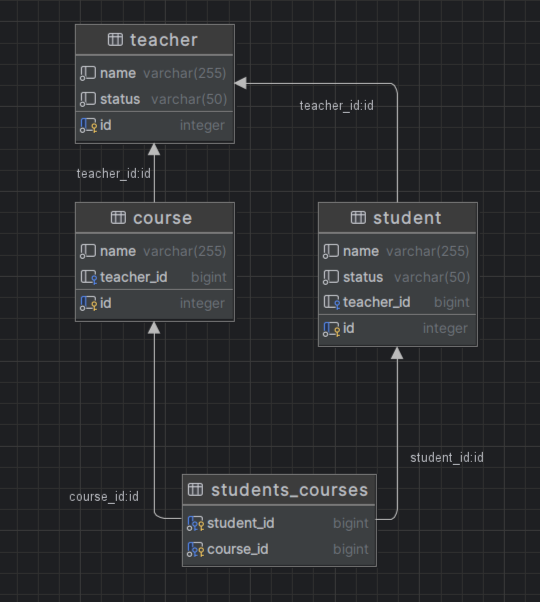 teacher
name varchar(255)
status varchar(50)
id integer
teacher_id:id
teacher_id:id
course
name varchar(255)
teacher_id bigint
id integer
student
name varchar(255)
status varchar(50)
teacher_id bigint
id integer
student_id:id
course_id:id
students_courses
student_id bigint
course_id bigint